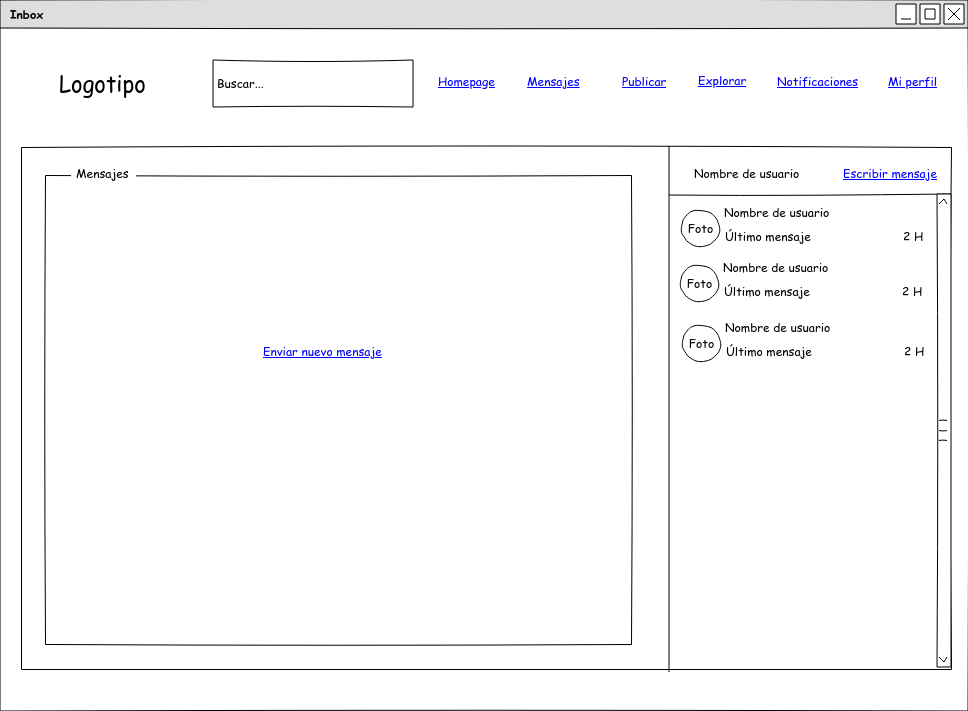 Inbox
Logotipo
Buscar...
Homepage
Mensajes
Publicar
Explorar
Notificaciones
Mi perfil
Mensajes
Enviar nuevo mensaje
Nombre de usuario
Escribir mensaje
Foto
Nombre de usuario
Último mensaje
2 H
Foto
Nombre de usuario
Último mensaje
2 H
Foto
Nombre de usuario
Último mensaje
2 H